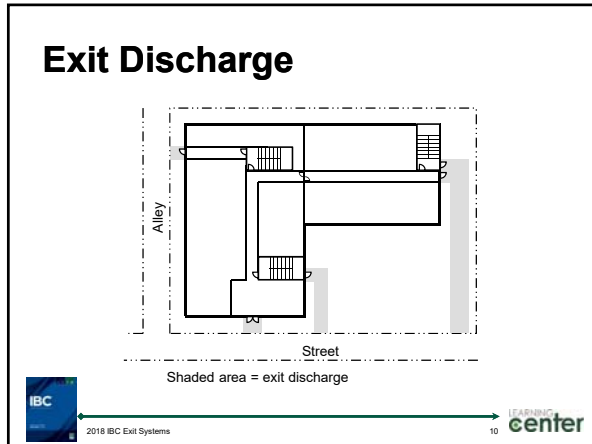 Exit Discharge
Alley
Street
Shaded area = exit discharge
IBC
2018 IBC Exit Systems
10
LEARNING
center